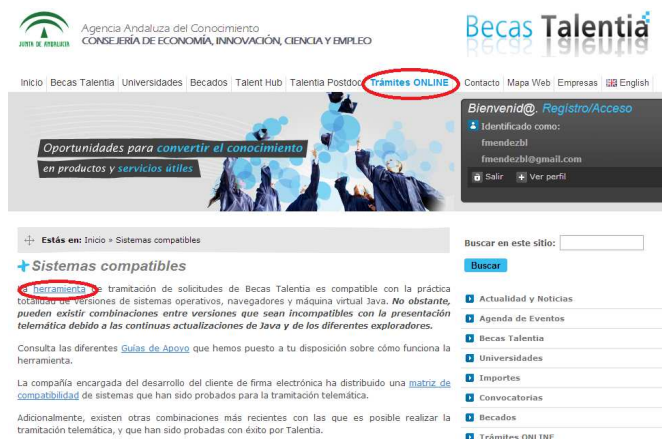 Agencia Andaluza del Conocimiento
CONSEJERÍA DE ECONOMÍA, INNOVACIÓN, CIENCIA Y EMPLEO
JUNTA DE ANDALUCIA
Becas Talentia
Inicio Becas Talentia Universidades Becados Talent Hub Talentia Postdoc Trámites ONLINE Contacto Mapa Web Empresas English
Oportunidades para convertir el conocimiento
en productos y servicios útiles
Bienvenid@. Registro/Acceso
Identificado como:
fmendezbl
fmendezbl@gmail.com
Salir Ver perfil
Estás en: Inicio » Sistemas compatibles
Sistemas compatibles
La herramienta de tramitación de solicitudes de Becas Talentia es compatible con la práctica
totalidad de versiones de sistemas operativos, navegadores y máquina virtual Java. No obstante,
pueden existir combinaciones entre versiones que sean incompatibles con la presentación
telemática debido a las continuas actualizaciones de Java y de los diferentes exploradores.
Consulta las diferentes Guías de Apoyo que hemos puesto a tu disposición sobre cómo funciona la
herramienta.
La compañía encargada del desarrollo del cliente de firma electrónica ha distribuido una matriz de
compatibilidad de sistemas que han sido probados para la tramitación telemática.
Adicionalmente, existen otras combinaciones más recientes con las que es posible realizar la
tramitación telemática, y que han sido probadas con éxito por Talentia.
Buscar en este sitio:
Buscar
Actualidad y Noticias
Agenda de Eventos
Becas Talentia
Universidades
Importes
Convocatorias
Becados
Trámites ONLINE